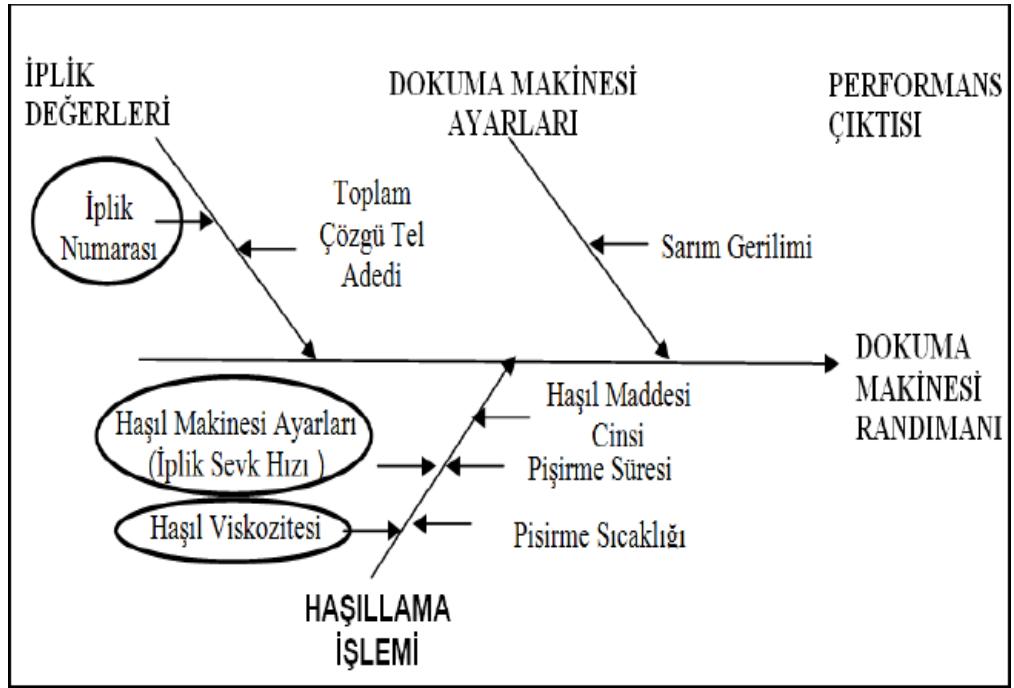 İPLİK
DEĞERLERİ
DOKUMA MAKİNESİ
AYARLARI
PERFORMANS
ÇIKTISI
İplik
Numarası
Toplam
Çözgü Tel
Adedi
Sarım Gerilimi
DOKUMA
MAKİNESİ
RANDIMANI
Haşıl Makinesi Ayarları
(İplik Sevk Hızı )
Haşıl Viskozitesi
Haşıl Maddesi
Cinsi
Pişirme Süresi
Pisirme Sıcaklığı
HAŞILLAMA
İŞLEMİ